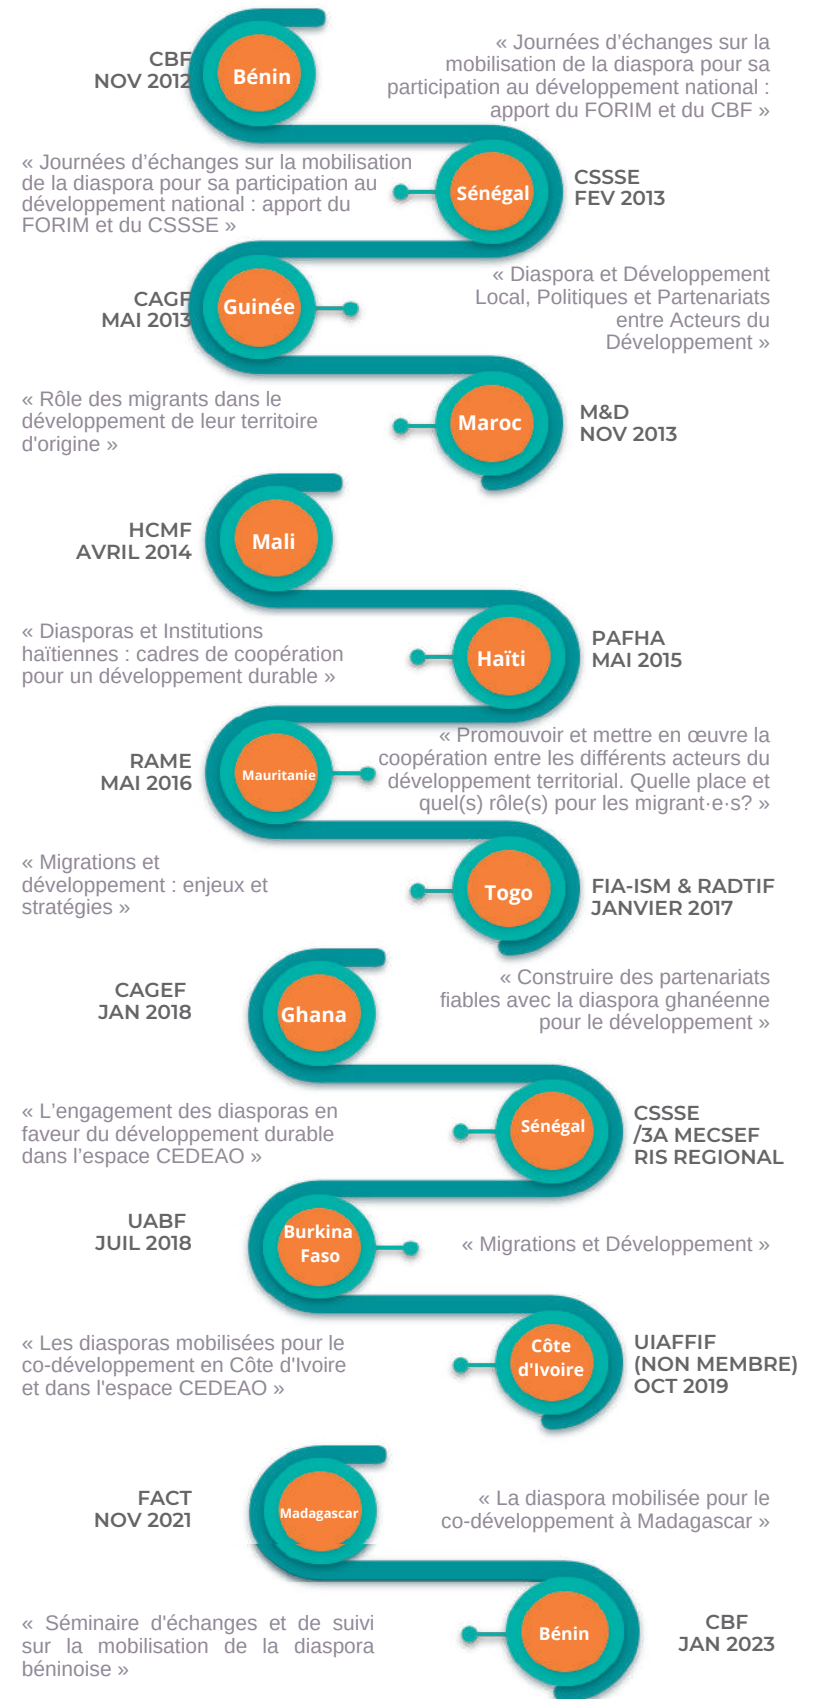 CBF
NOV 2012
Bénin
« Journées d'échanges sur la
mobilisation de la diaspora pour sa
participation au développement national :
apport du FORIM et du CBF »
« Journées d'échanges sur la mobilisation
de la diaspora pour sa participation au
développement national : apport du
FORIM et du CSSSE »
Sénégal
CSSSE
FEV 2013
CAGF
MAI 2013
Guinée
« Diaspora et Développement
Local, Politiques et Partenariats
entre Acteurs du
Développement »
« Rôle des migrants dans le
développement de leur territoire
d'origine »
Maroc
M&D
NOV 2013
HCMF
AVRIL 2014
Mali
« Diasporas et Institutions
haïtiennes : cadres de coopération
pour un développement durable »
Haïti
PAFHA
MAI 2015
RAME
MAI 2016
Mauritanie
« Promouvoir et mettre en œuvre la
coopération entre les différents acteurs du
développement territorial. Quelle place et
quel(s) rôle(s) pour les migrant·e·s? »
« Migrations et
développement : enjeux et
stratégies »
Togo
FIA-ISM & RADTIF
JANVIER 2017
CAGEF
JAN 2018
Ghana
« Construire des partenariats
fiables avec la diaspora ghanéenne
pour le développement »
« L'engagement des diasporas en
faveur du développement durable
dans l'espace CEDEAO »
Sénégal
CSSSE
/3A MECSEF
RIS REGIONAL
UABF
JUIL 2018
Burkina
Faso
« Migrations et Développement »
« Les diasporas mobilisées pour le
co-développement en Côte d'Ivoire
et dans l'espace CEDEAO »
Côte
d'Ivoire
UIAFFIF
(NON MEMBRE)
OCT 2019
FACT
NOV 2021
Madagascar
« La diaspora mobilisée pour le
co-développement à Madagascar »
« Séminaire d'échanges et de suivi
sur la mobilisation de la diaspora
béninoise »
Bénin
CBF
JAN 2023